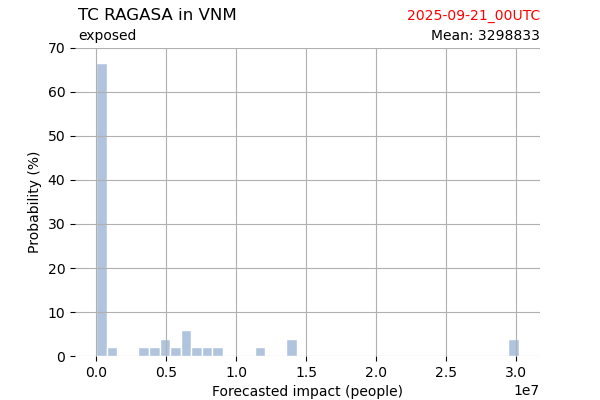 TC RAGASA in VNM
2025-09-21_00UTC
exposed
Mean: 3298833
70
60
50
40
30
20
10
0
Probability (%)
0.0 0.5 1.0 1.5 2.0 2.5 3.0
1e7
Forecasted impact (people)